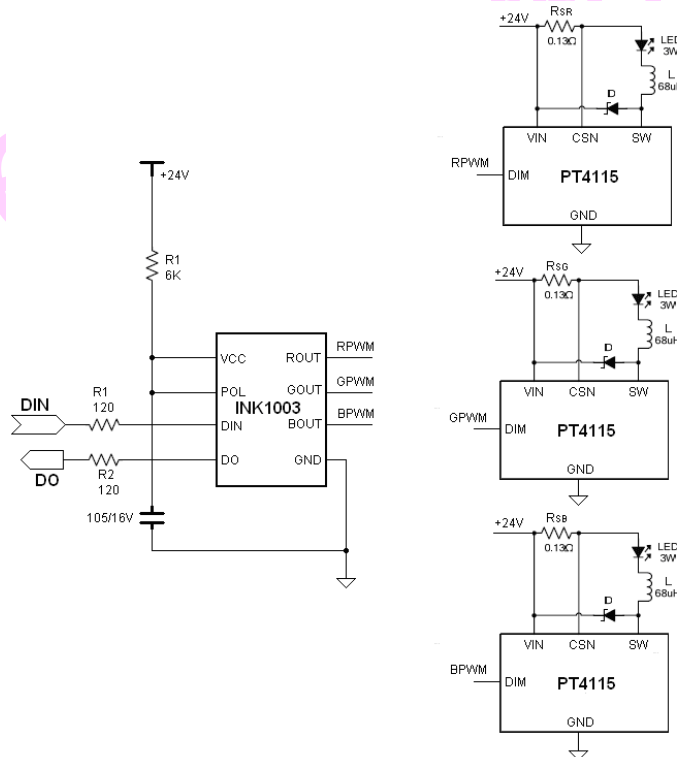 +24V
R1
6K
VCC
POL
DIN
DO
ROUT
GOUT
BOUT
GND
INK1003
RPWM
GPWM
BPWM
DIN
R1
120
DO
R2
120
105/16V
+24V
RSR
0.13Ω
LED
3W
L
68uH
D
VIN
CSN
SW
RPWM
DIM
PT4115
GND
+24V
RSG
0.13Ω
LED
3W
L
68uH
D
VIN
CSN
SW
GPWM
DIM
PT4115
GND
+24V
RSB
0.13Ω
LED
3W
L
68uH
D
VIN
CSN
SW
BPWM
DIM
PT4115
GND